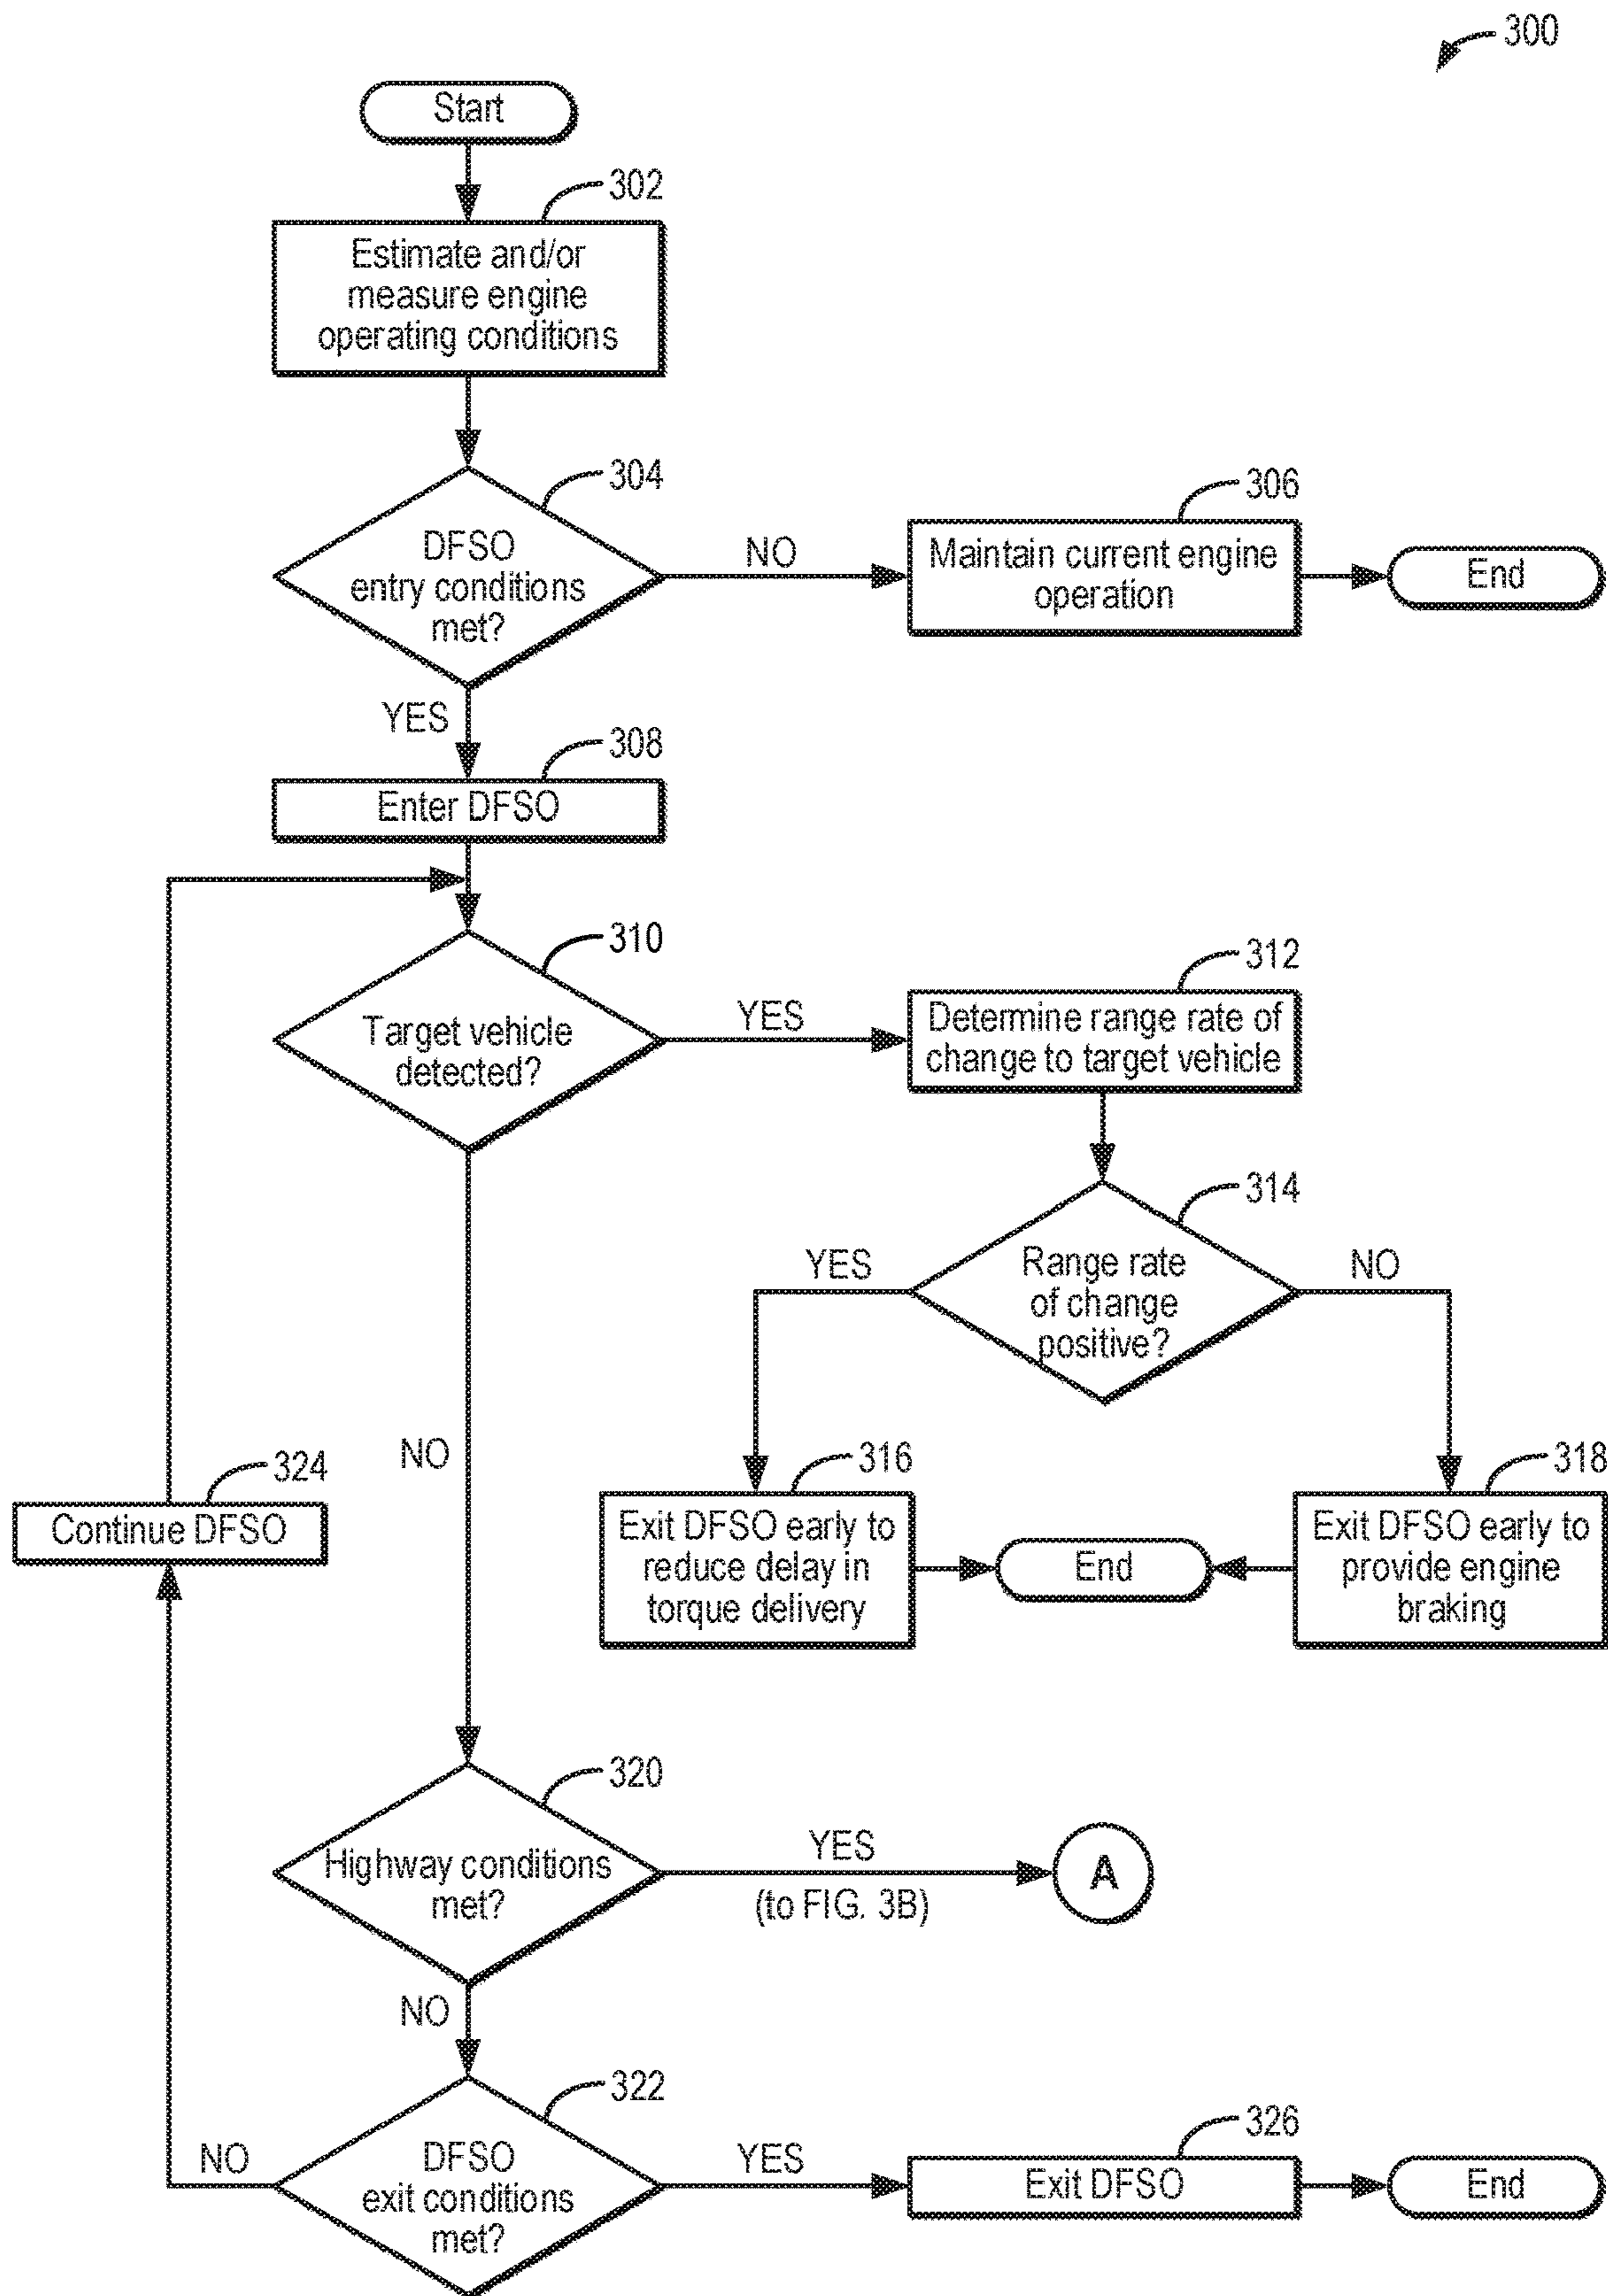 300
Start
302
Estimate and/or
measure engine
operating conditions
304
DFSO
entry conditions
met?
NO
306
Maintain current engine
operation
End
YES
308
Enter DFSO
310
Target vehicle
detected?
YES
312
Determine range rate of
change to target vehicle
314
Range rate
of change
positive?
YES
NO
NO
316
Exit DFSO early to
reduce delay in
torque delivery
End
318
Exit DFSO early to
provide engine
braking
324
Continue DFSO
320
Highway conditions
met?
YES
(to FIG. 3B)
A
NO
322
DFSO
exit conditions
met?
NO
YES
326
Exit DFSO
End